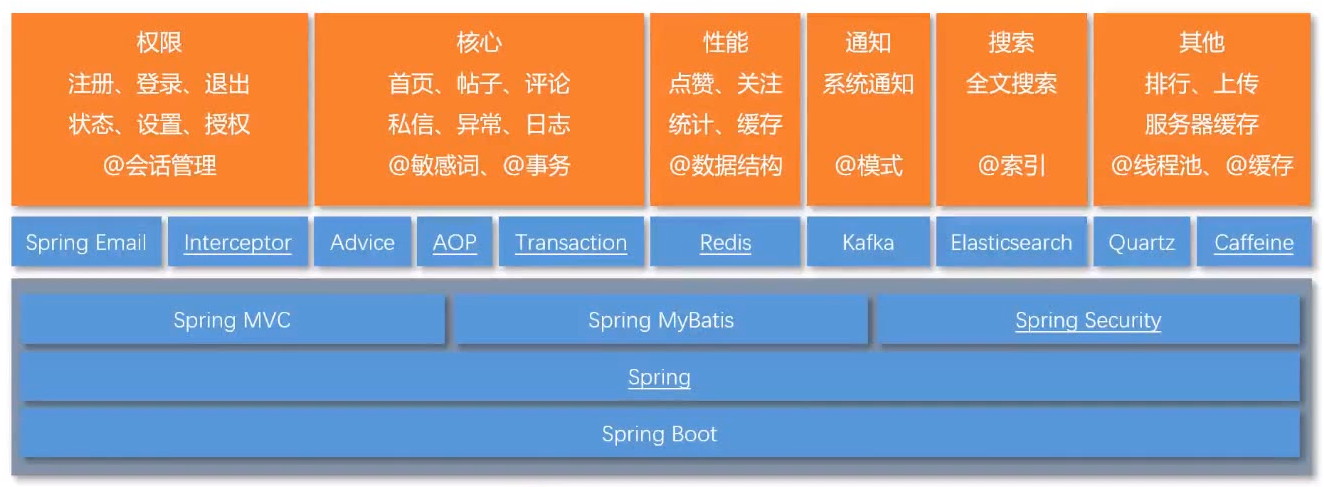 权限
注册、登录、退出
状态、设置、授权
@会话管理
核心
首页、帖子、评论
私信、异常、日志
@敏感词、@事务
性能
点赞、关注
统计、缓存
@数据结构
通知
系统通知
@模式
搜索
全文搜索
@索引
其他
排行、上传
服务器缓存
@线程池、@缓存
Spring Email
Interceptor
Advice
AOP
Transaction
Redis
Kafka
Elasticsearch
Quartz
Caffeine
Spring MVC
Spring MyBatis
Spring Security
Spring
Spring Boot